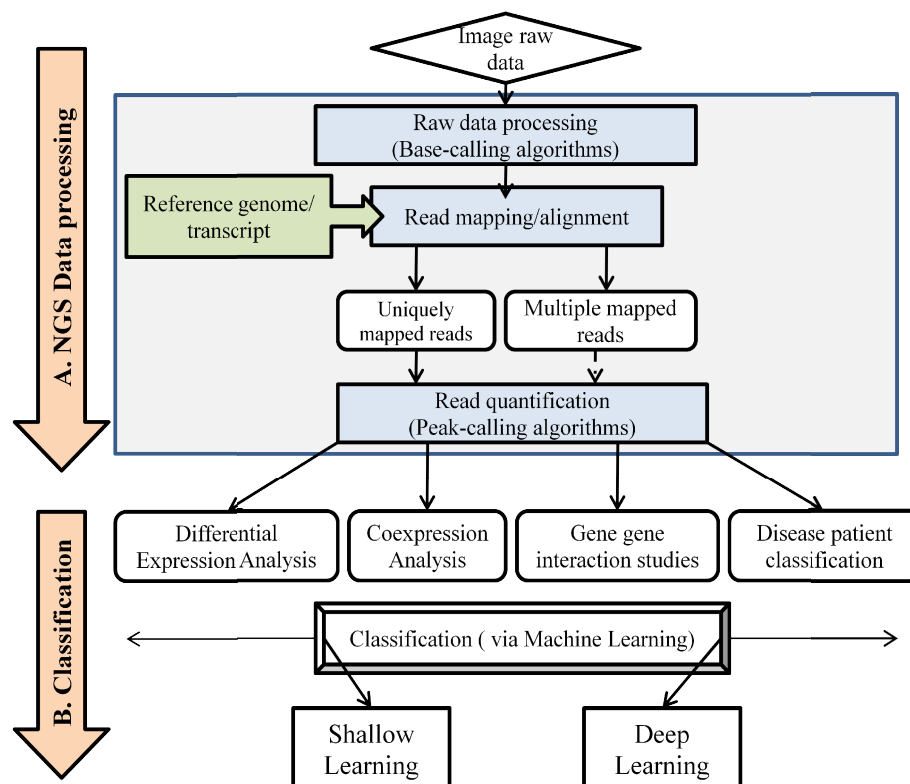 Image raw
data
A. NGS Data processing
Raw data processing
(Base-calling algorithms)
Reference genome/
transcript
Read mapping/alignment
Uniquely
mapped reads
Multiple mapped
reads
Read quantification
(Peak-calling algorithms)
B. Classification
Differential
Expression Analysis
Coexpression
Analysis
Gene gene
interaction studies
Disease patient
classification
Classification ( via Machine Learning)
Shallow
Learning
Deep
Learning